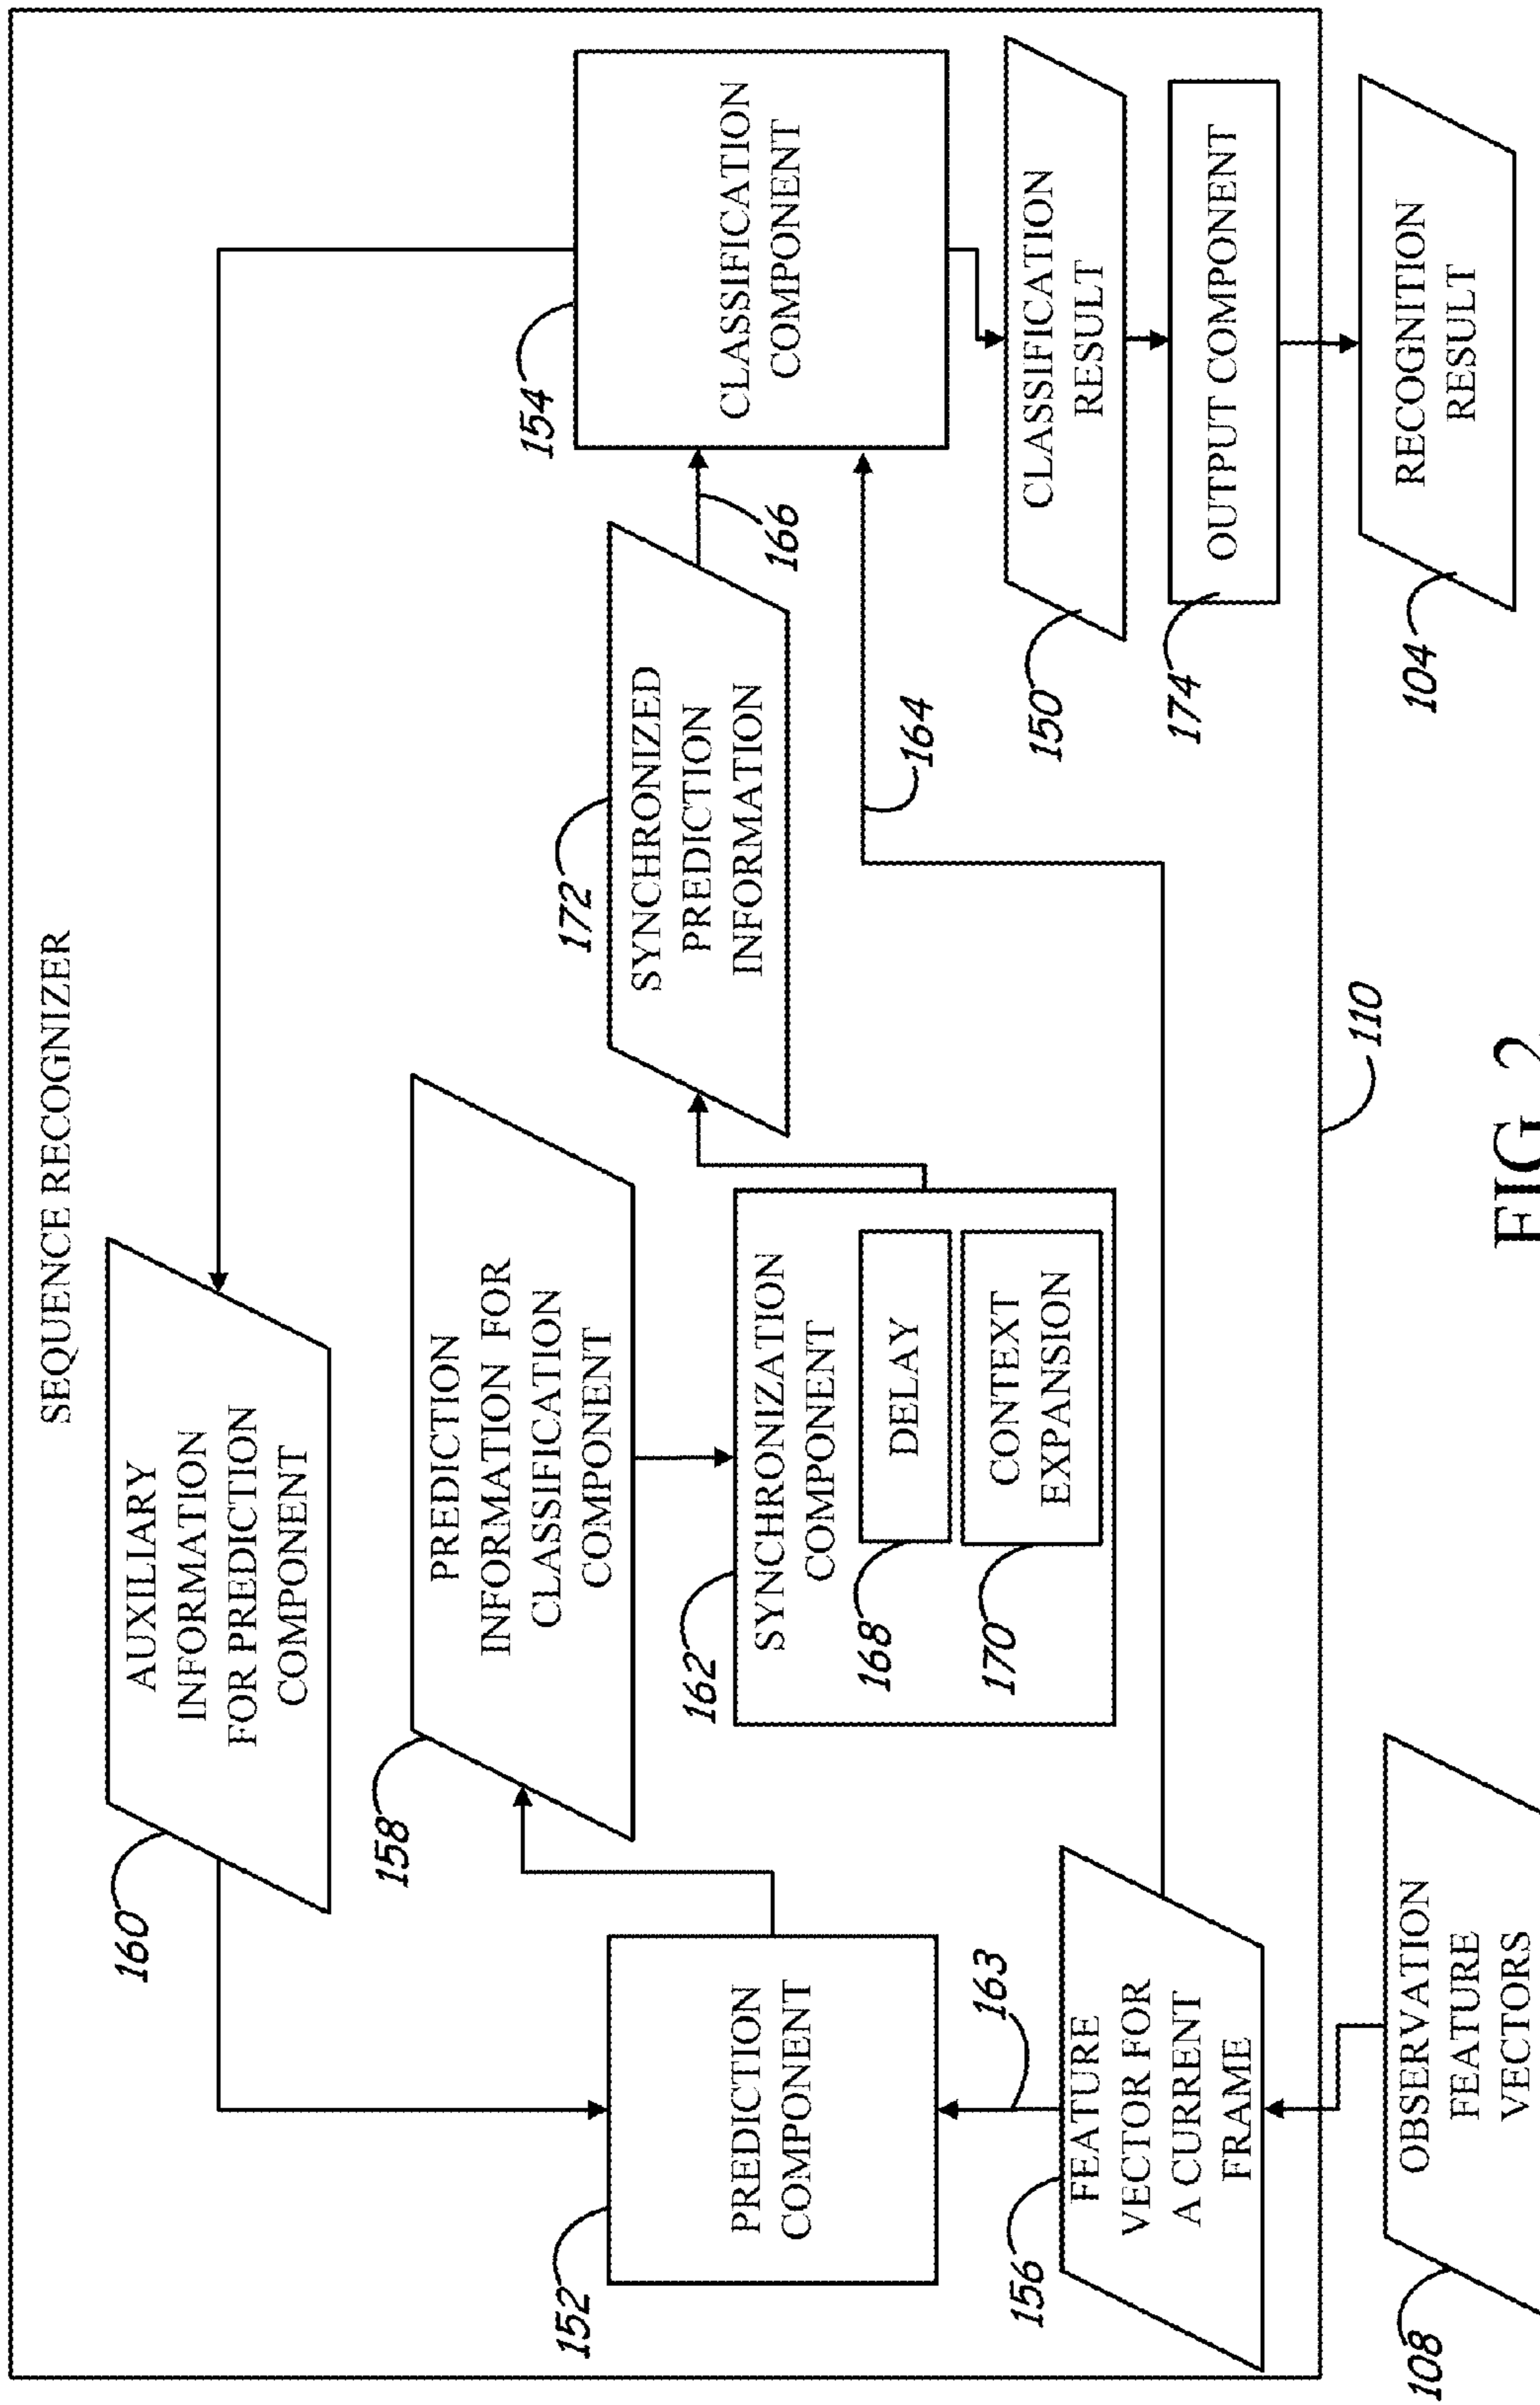 SEQUENCE RECOGNIZER
160
AUXILIARY
INFORMATION
FOR PREDICTION
COMPONENT
158
PREDICTION
INFORMATION FOR
CLASSIFICATION
COMPONENT
152
PREDICTION
COMPONENT
162
SYNCHRONIZATION
COMPONENT
168
DELAY
170
CONTEXT
EXPANSION
172
SYNCHRONIZED
PREDICTION
INFORMATION
166
154
CLASSIFICATION
COMPONENT
163
164
156
FEATURE
VECTOR FOR
A CURRENT
FRAME
150
CLASSIFICATION
RESULT
174
OUTPUT COMPONENT
110
108
OBSERVATION
FEATURE
VECTORS
104
RECOGNITION
RESULT
FIG. 2